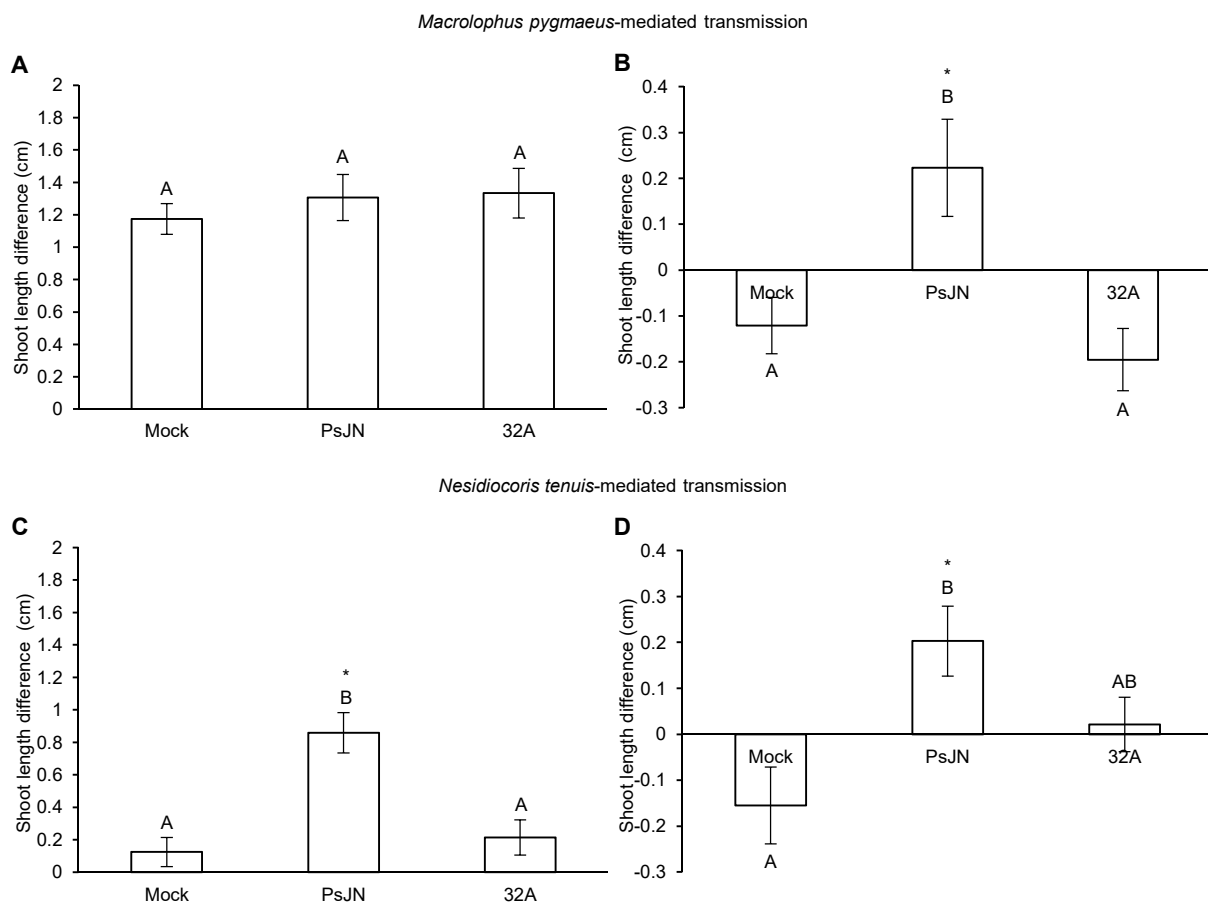 Macrolophus pygmaeus-mediated transmission
A
Shoot length difference (cm)
2
1.8
1.6
1.4
1.2
1
0.8
0.6
0.4
0.2
0
A
A
A
Mock
PsJN
32A
B
Shoot length difference (cm)
0.4
0.3
0.2
0.1
0
-0.1
-0.2
-0.3
*
B
Mock
PsJN
32A
A
A
Nesidiocoris tenuis-mediated transmission
C
Shoot length difference (cm)
2
1.8
1.6
1.4
1.2
1
0.8
0.6
0.4
0.2
0
A
*
B
A
Mock
PsJN
32A
D
Shoot length difference (cm)
0.4
0.3
0.2
0.1
0
-0.1
-0.2
-0.3
*
B
AB
Mock
PsJN
32A
A